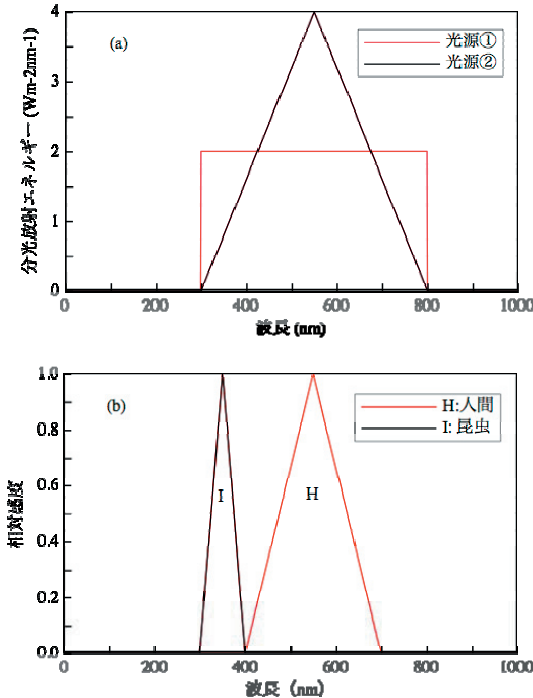 (a)
光源①
光源②
分光放射エネルギー (Wm-2nm-1)
4
3
2
1
0
0 200 400 600 800 1000
波長 (nm)
(b)
H:人間
I: 昆虫
相対感度
1.0
0.8
0.6
0.4
0.2
0.0
I
H
0 200 400 600 800 1000
波長 (nm)